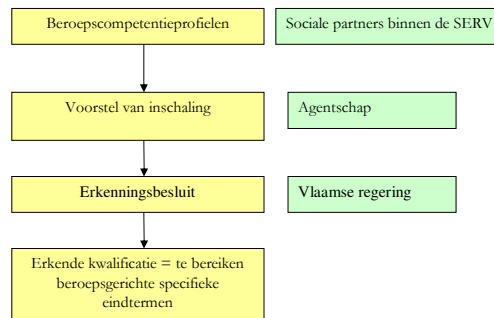 Beroepscompetentieprofielen
Sociale partners binnen de SERV
Voorstel van inschaling
Agentschap
Erkenningsbesluit
Vlaamse regering
Erkende kwalificatie = te bereiken
beroepsgerichte specifieke
eindtermen